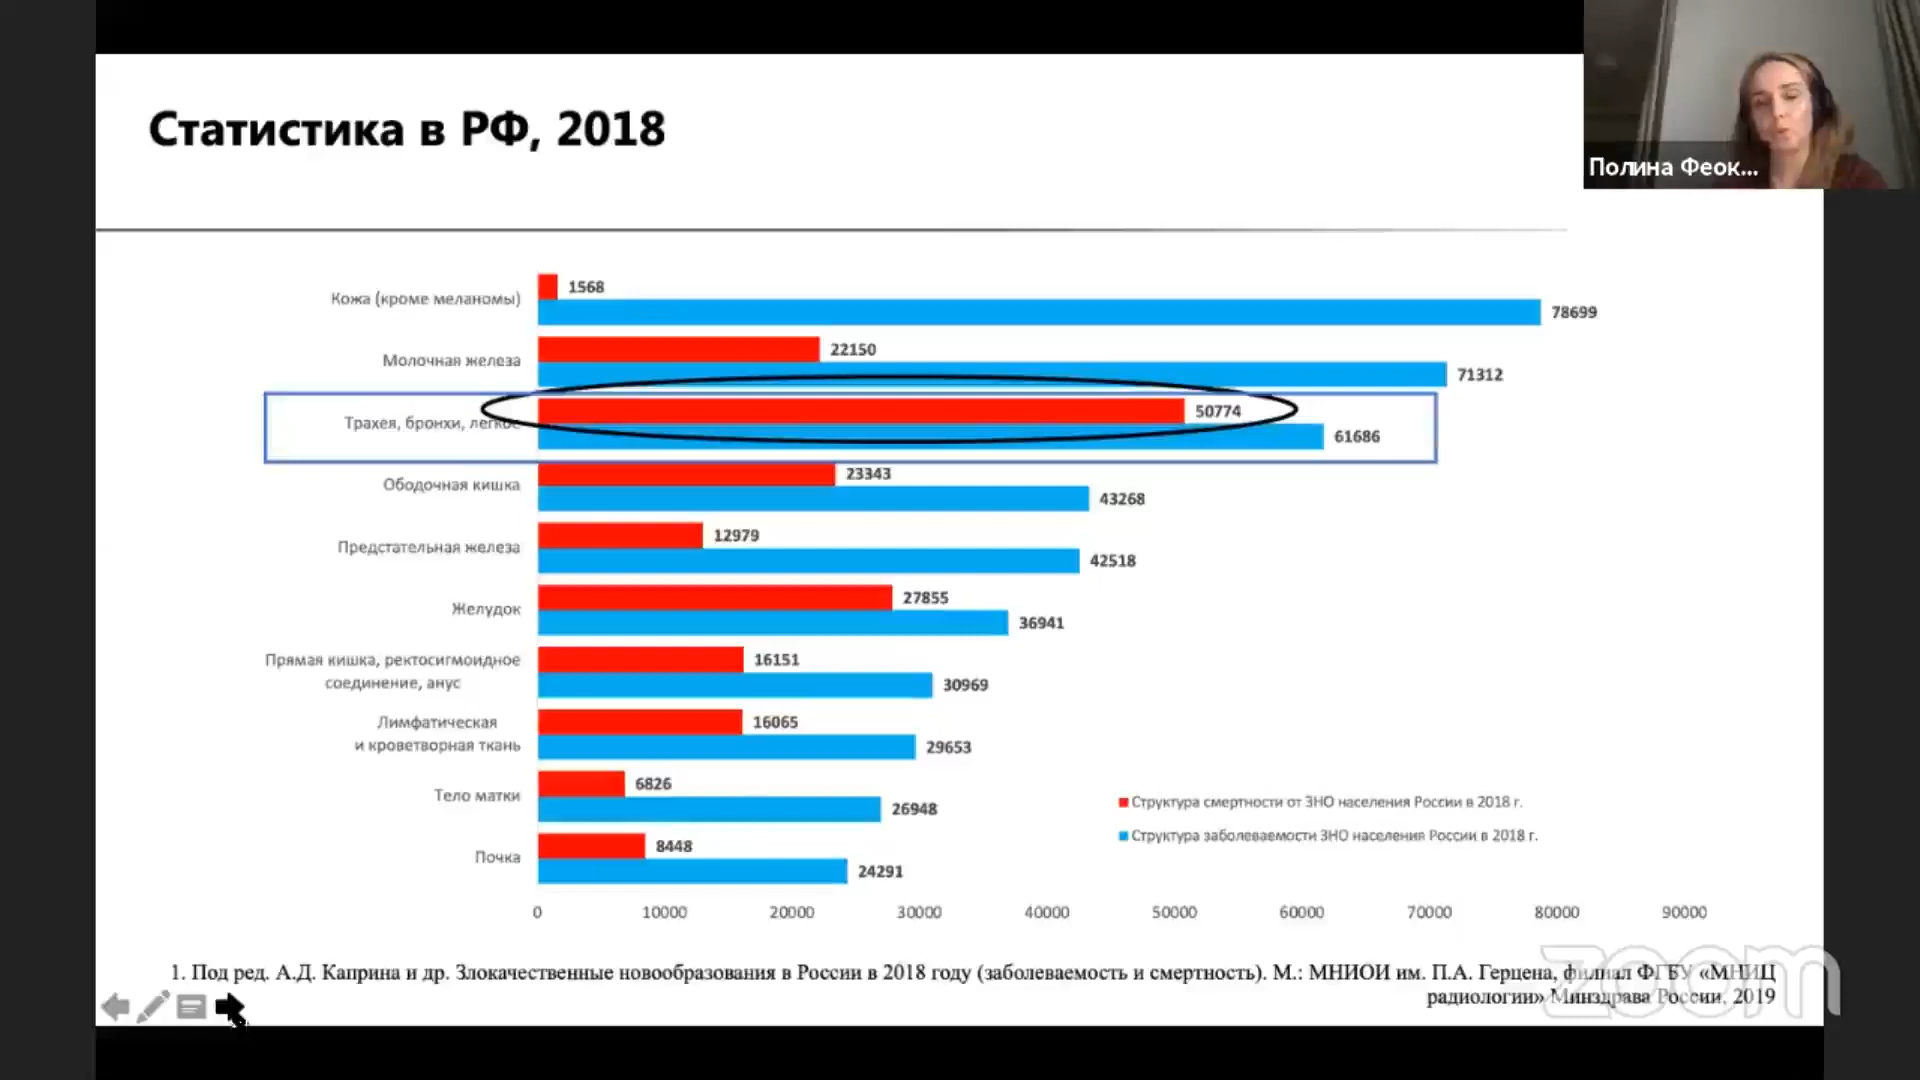 Статистика в РФ, 2018
Полина Феок...
Кожа (кроме меланомы)
1568
78699
Молочная железа
22150
71312
Трахея, бронхи, легкое
50774
61686
Ободочная кишка
23343
43268
Предстательная железа
12979
42518
Желудок
27855
36941
Прямая кишка, ректосигмоидное
соединение, анус
16151
30969
Лимфатическая
и кроветворная ткань
16065
29653
Тело матки
6826
26948
Почка
8448
24291
Структура смертности от ЗНО населения России в 2018 г.
Структура заболеваемости ЗНО населения России в 2018 г.
0 10000 20000 30000 40000 50000 60000 70000 80000 90000
1. Под ред. А.Д. Каприна и др. Злокачественные новообразования в России в 2018 году (заболеваемость и смертность). М.: МНИОИ им. П.А. Герцена, филиал ФГБУ «МНИЦ
радиологии» Минздрава России, 2019
zoom